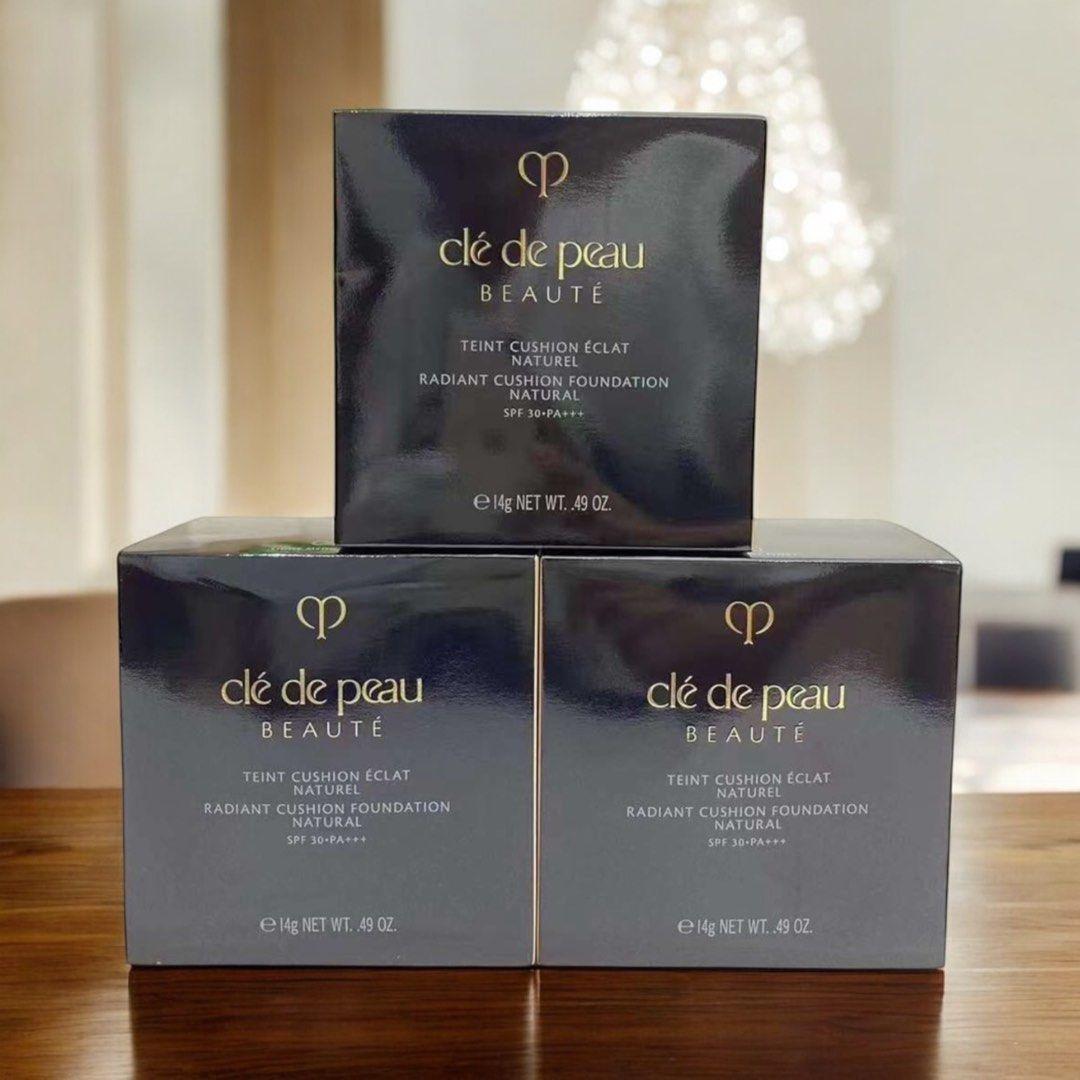 clé de peau
BEAUTÉ
TEINT CUSHION ÉCLAT
NATUREL
RADIANT CUSHION FOUNDATION
NATURAL
SPF 30•PA+++
℮14g NET WT. .49 OZ.
clé de peau
BEAUTÉ
TEINT CUSHION ÉCLAT
NATUREL
RADIANT CUSHION FOUNDATION
NATURAL
SPF 30•PA+++
℮14g NET WT. .49 OZ.
clé de peau
BEAUTÉ
TEINT CUSHION ÉCLAT
NATUREL
RADIANT CUSHION FOUNDATION
NATURAL
SPF 30•PA+++
℮14g NET WT. .49 OZ.